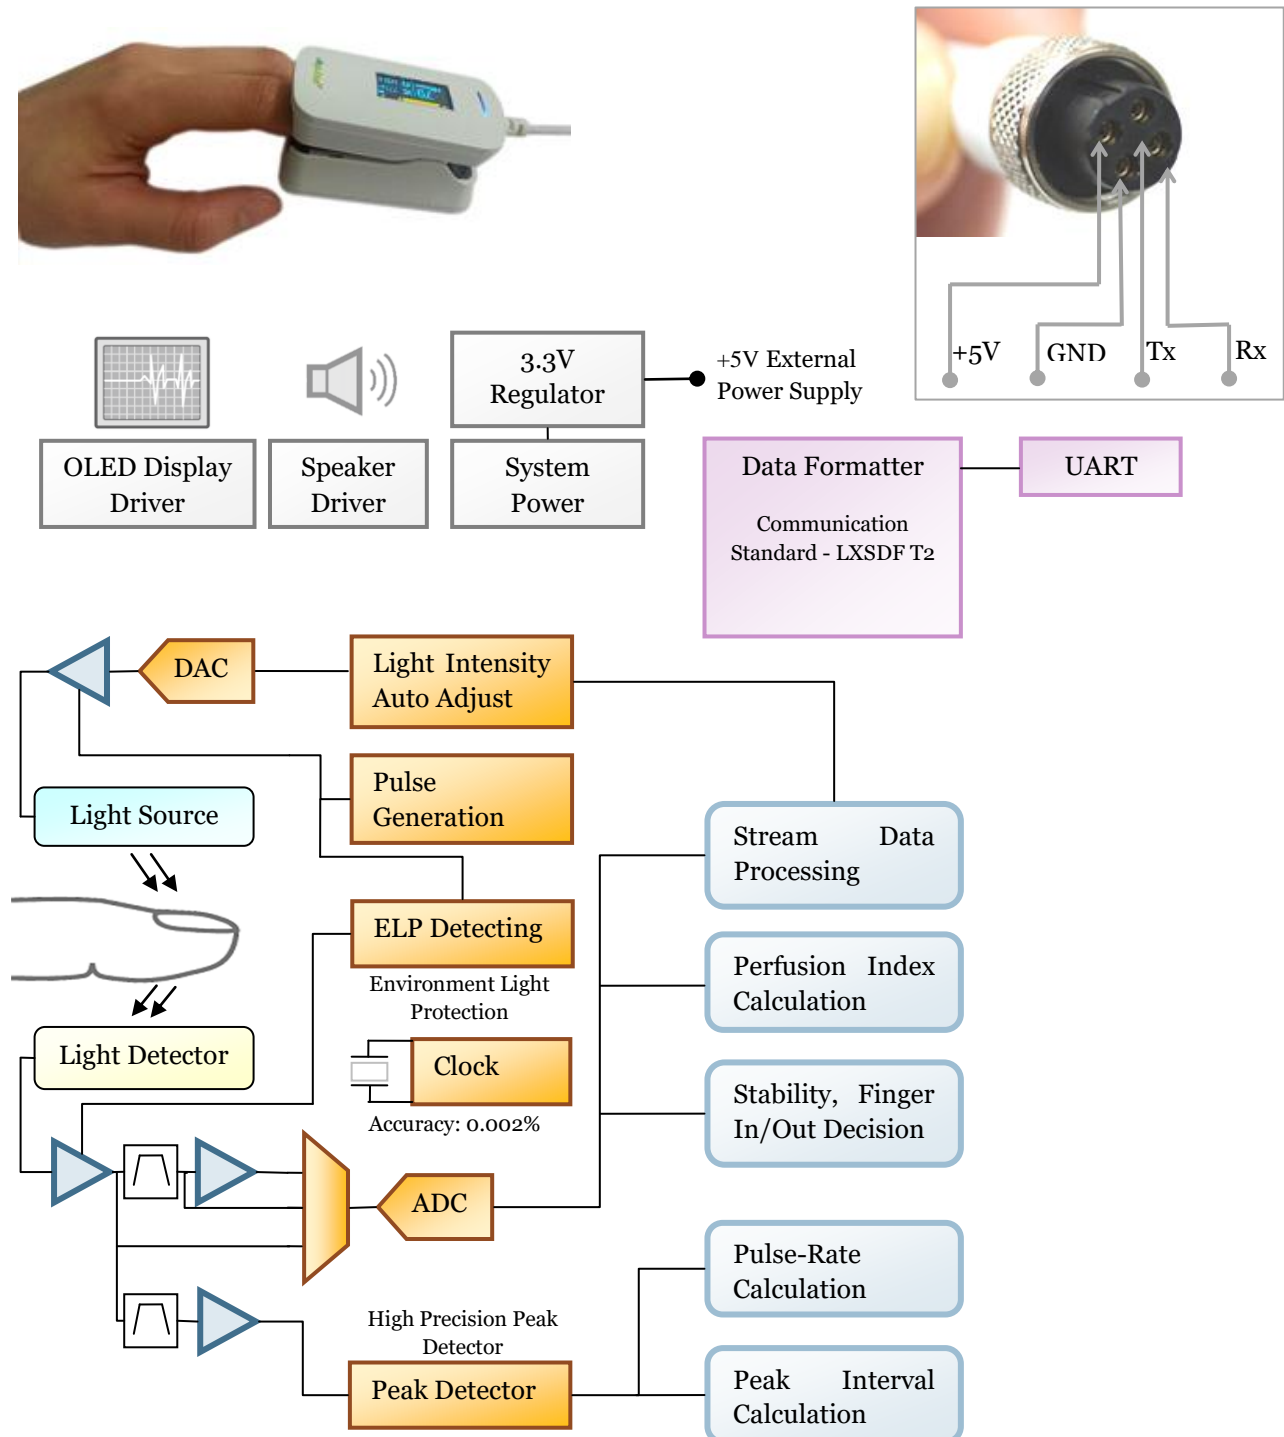 +5V
GND
Tx
Rx
3.3V
Regulator
+5V External
Power Supply
OLED Display
Driver
Speaker
Driver
System
Power
Data Formatter
Communication
Standard - LXSDF T2
UART
DAC
Light Intensity
Auto Adjust
Pulse
Generation
Light Source
Stream Data
Processing
ELP Detecting
Environment Light
Protection
Perfusion Index
Calculation
Light Detector
Clock
Accuracy: 0.002%
Stability, Finger
In/Out Decision
ADC
Pulse-Rate
Calculation
High Precision Peak
Detector
Peak Detector
Peak Interval
Calculation